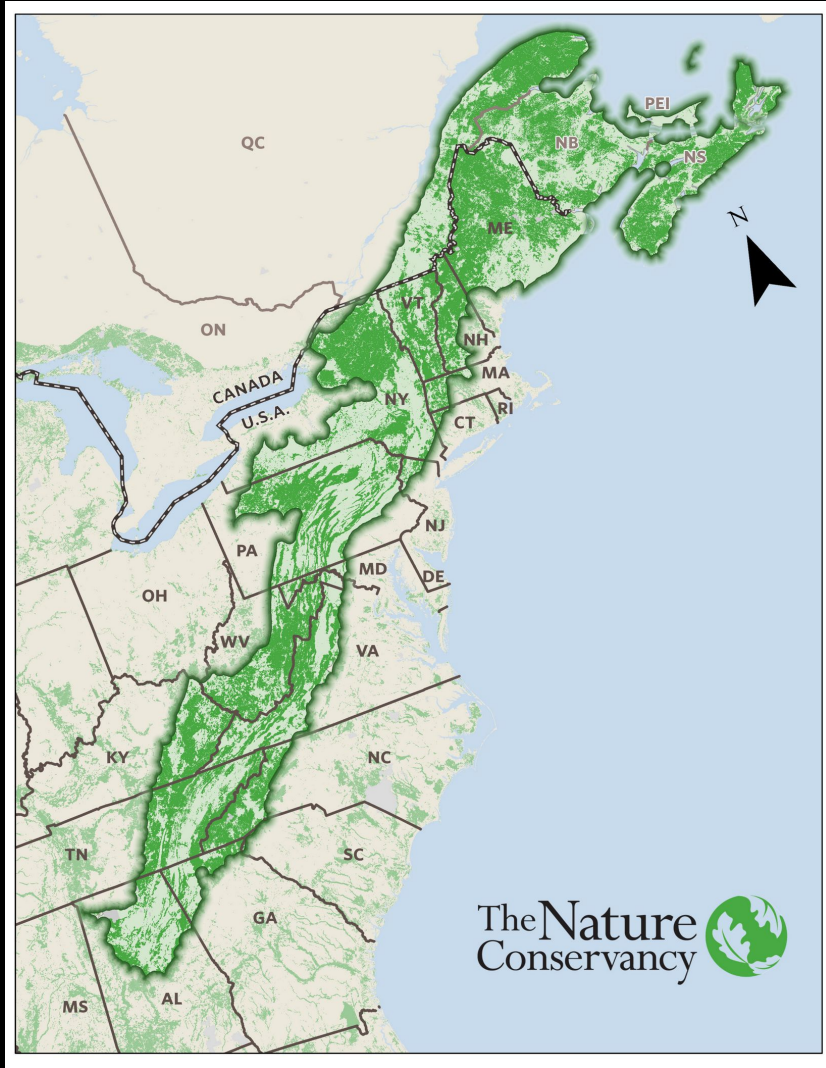 QC
PEI
NB
NS
N
ME
ON
VT
NH
MA
CANADA
U.S.A.
NY
RI
CT
NJ
PA
MD
DE
OH
WV
VA
KY
NC
TN
SC
GA
The Nature
Conservancy
MS
AL